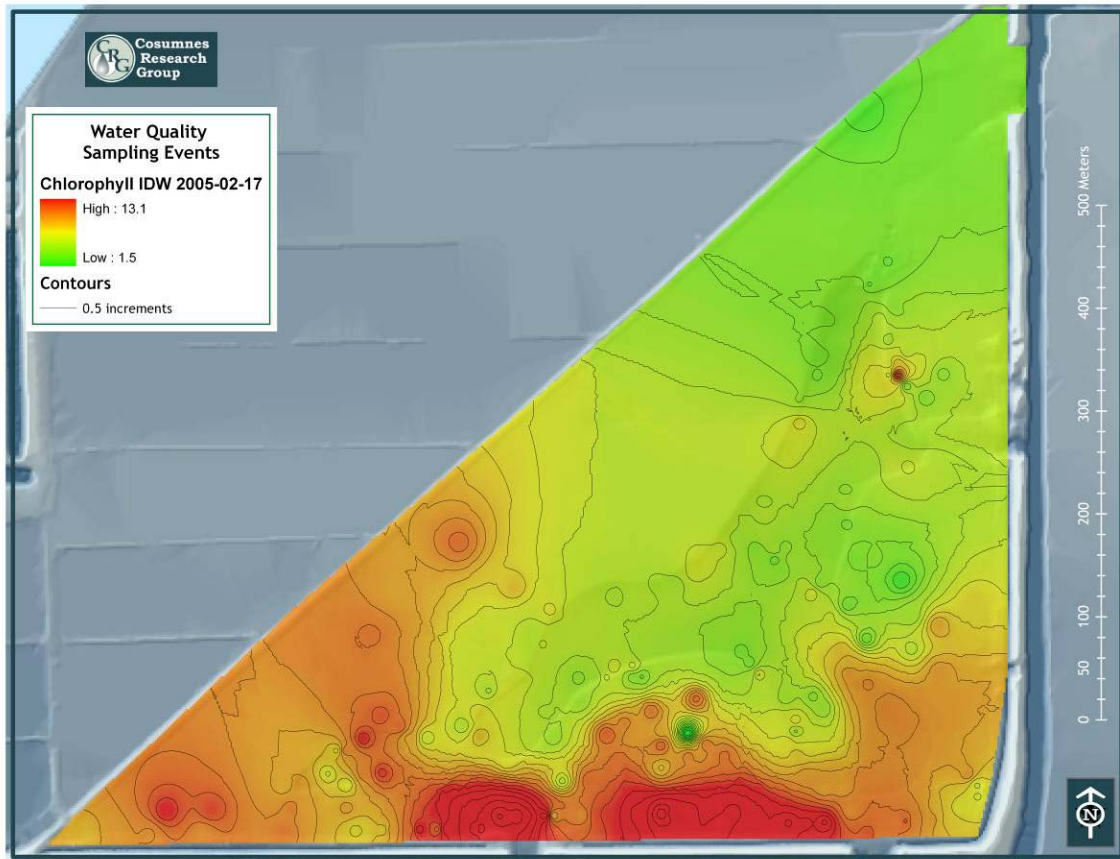 CRG
Cosumnes
Research
Group
Water Quality
Sampling Events
Chlorophyll IDW 2005-02-17
High : 13.1
Low : 1.5
Contours
0.5 increments
500 Meters
400
300
200
100
50
0
N